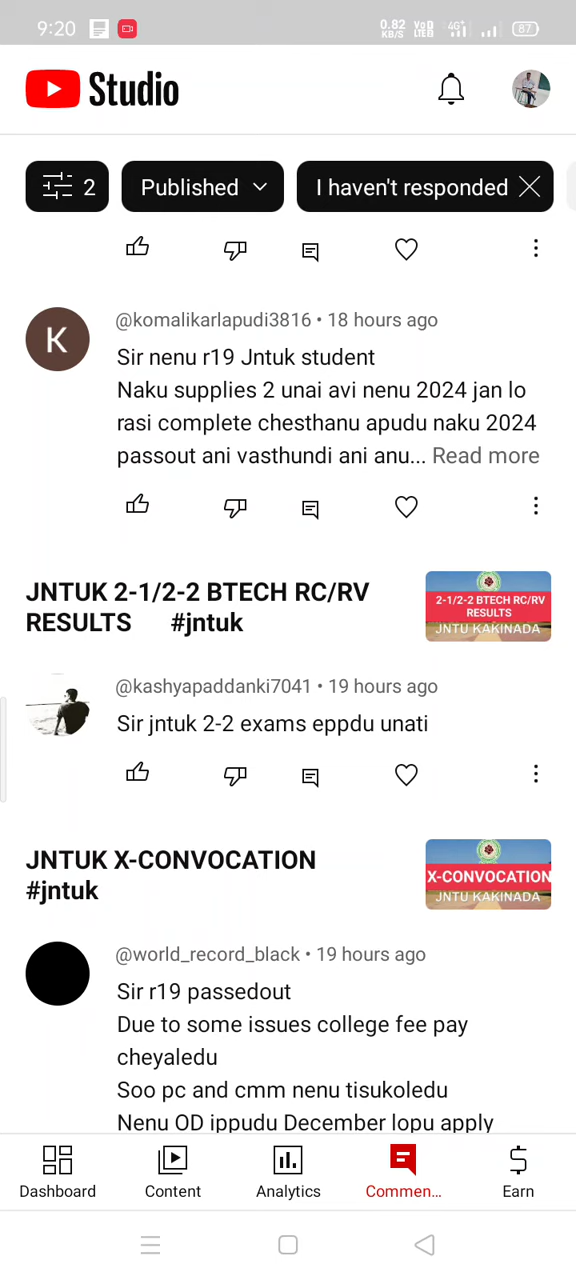 9:20 0.82 KB/S VoD LTE2 4G+ 87
Studio
2 Published I haven't responded
K
@komalikarlapudi3816 • 18 hours ago
Sir nenu r19 Jntuk student
Naku supplies 2 unai avi nenu 2024 jan lo
rasi complete chesthanu apudu naku 2024
passout ani vasthundi ani anu... Read more
JNTUK 2-1/2-2 BTECH RC/RV
RESULTS #jntuk
2-1/2-2 BTECH RC/RV
RESULTS
JNTU KAKINADA
@kashyapaddanki7041 • 19 hours ago
Sir jntuk 2-2 exams eppdu unati
JNTUK X-CONVOCATION
#jntuk
X-CONVOCATION
JNTU KAKINADA
@world_record_black • 19 hours ago
Sir r19 passedout
Due to some issues college fee pay
cheyaledu
Soo pc and cmm nenu tisukoledu
Nenu OD ippudu December lopu apply
Dashboard Content Analytics Commen... Earn